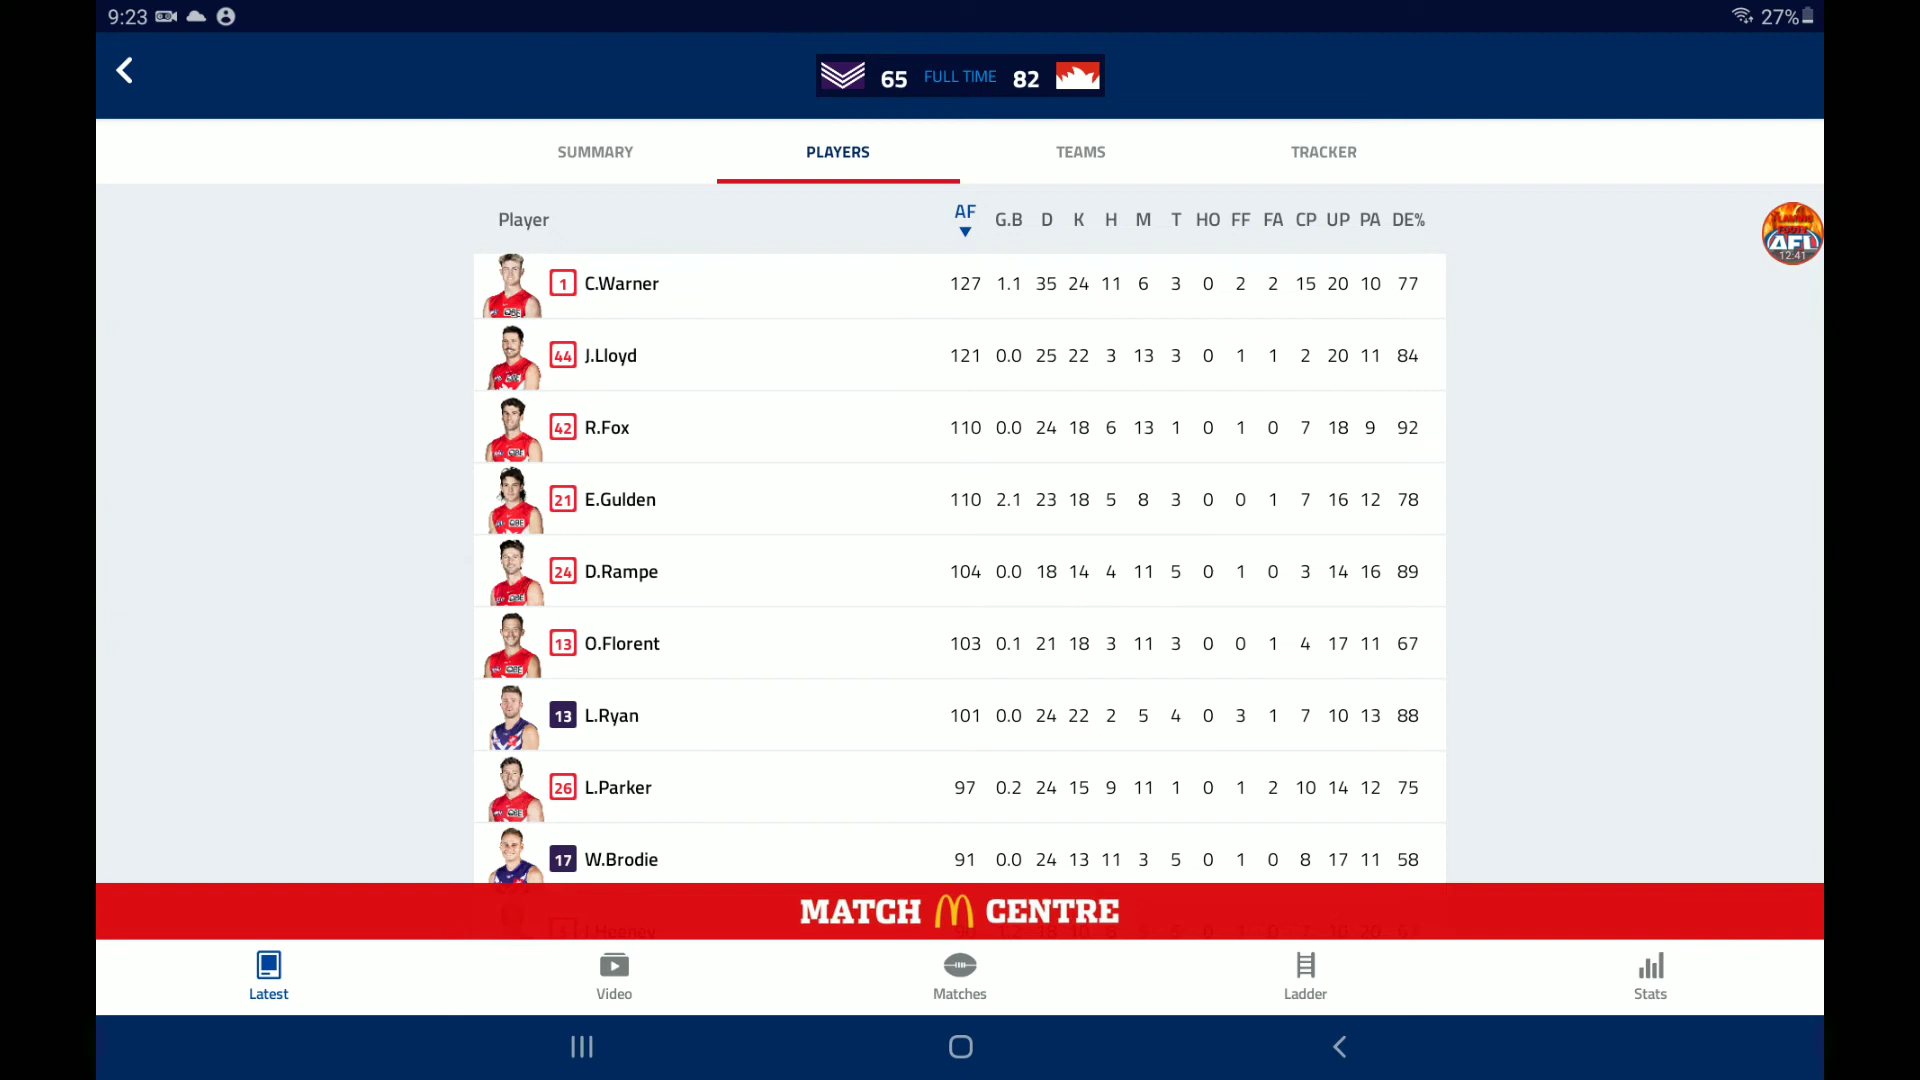 9:23 27%
65 FULL TIME 82
SUMMARY PLAYERS TEAMS TRACKER
Player AF G.B D K H M T HO FF FA CP UP PA DE%
FLAMING FOOTY AFL 12:41
1 C.Warner 127 1.1 35 24 11 6 3 0 2 2 15 20 10 77
44 J.Lloyd 121 0.0 25 22 3 13 3 0 1 1 2 20 11 84
42 R.Fox 110 0.0 24 18 6 13 1 0 1 0 7 18 9 92
21 E.Gulden 110 2.1 23 18 5 8 3 0 0 1 7 16 12 78
24 D.Rampe 104 0.0 18 14 4 11 5 0 1 0 3 14 16 89
13 O.Florent 103 0.1 21 18 3 11 3 0 0 1 4 17 11 67
13 L.Ryan 101 0.0 24 22 2 5 4 0 3 1 7 10 13 88
26 L.Parker 97 0.2 24 15 9 11 1 0 1 2 10 14 12 75
17 W.Brodie 91 0.0 24 13 11 3 5 0 1 0 8 17 11 58
MATCH CENTRE
I.Heeney
Latest Video Matches Ladder Stats